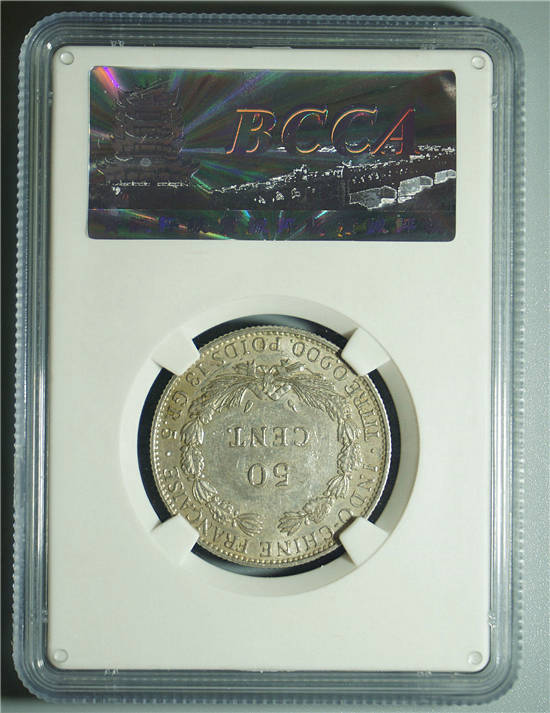 BCCA
50
CENT.
INDO-CHINE FRANÇAISE
TITRE 0.900. POIDS 13 GR. 5